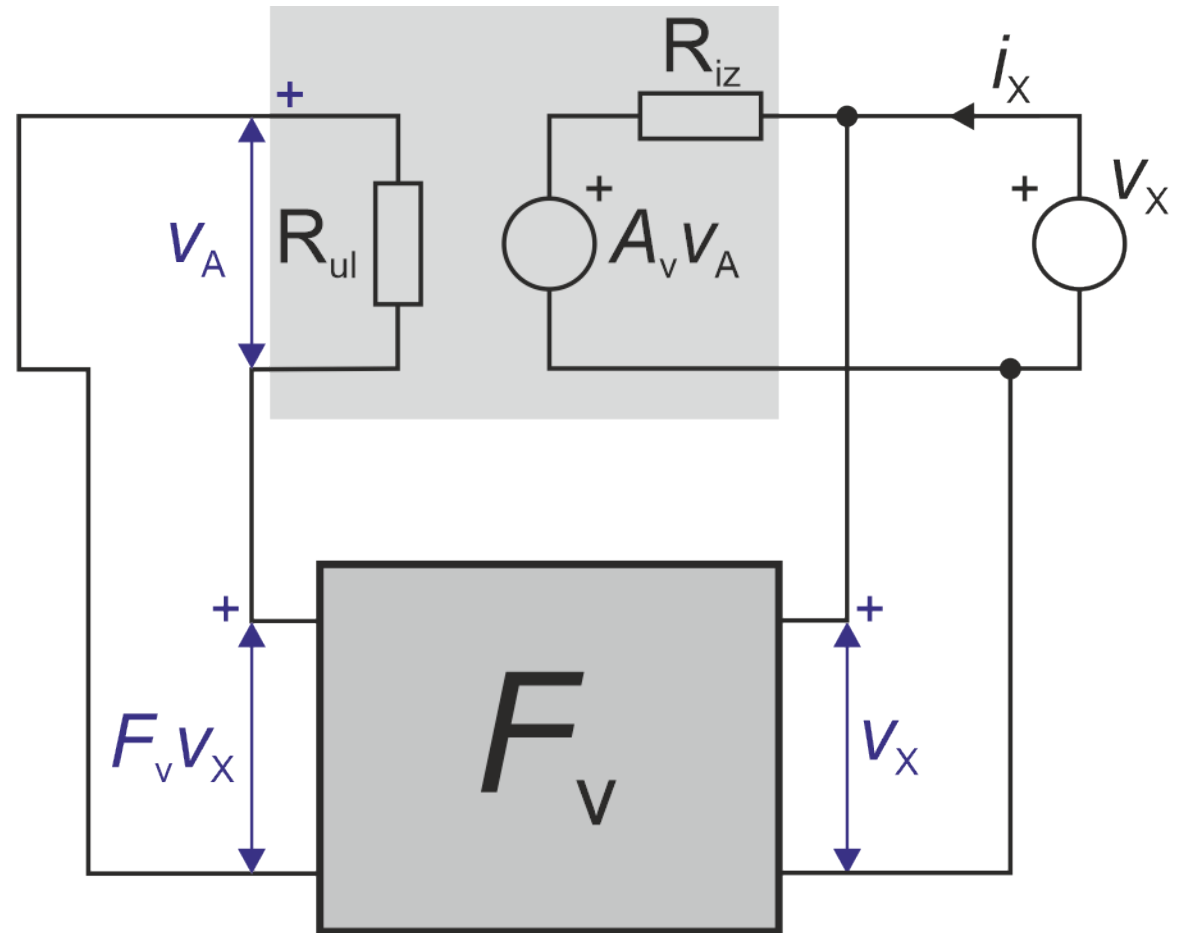 R_iz
i_X
+
+
+
v_X
v_A
R_ul
A_v v_A
+
+
F_v
F_v v_X
v_X